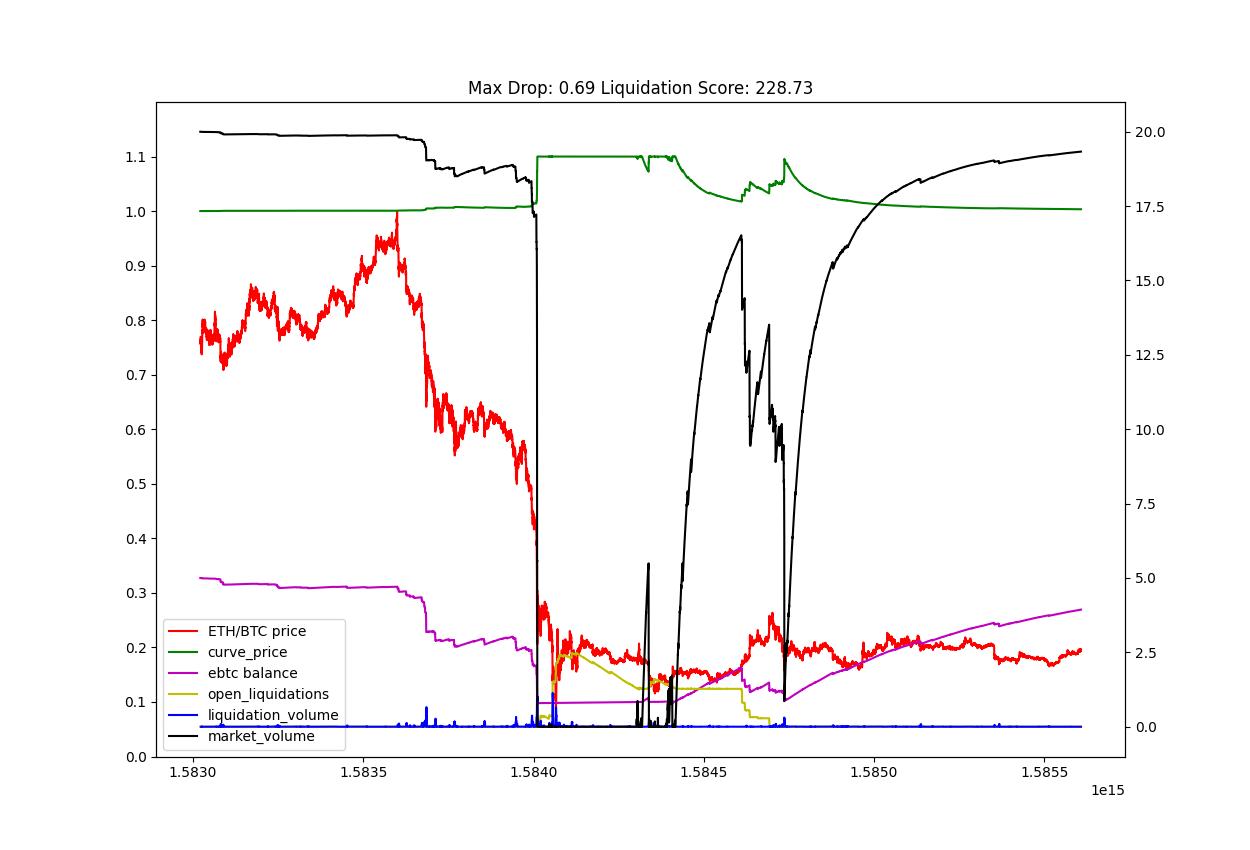 Max Drop: 0.69 Liquidation Score: 228.73
1.1
1.0
0.9
0.8
0.7
0.6
0.5
0.4
0.3
0.2
0.1
0.0
20.0
17.5
15.0
12.5
10.0
7.5
5.0
2.5
0.0
ETH/BTC price
curve_price
ebtc balance
open_liquidations
liquidation_volume
market_volume
1.5830 1.5835 1.5840 1.5845 1.5850 1.5855
1e15